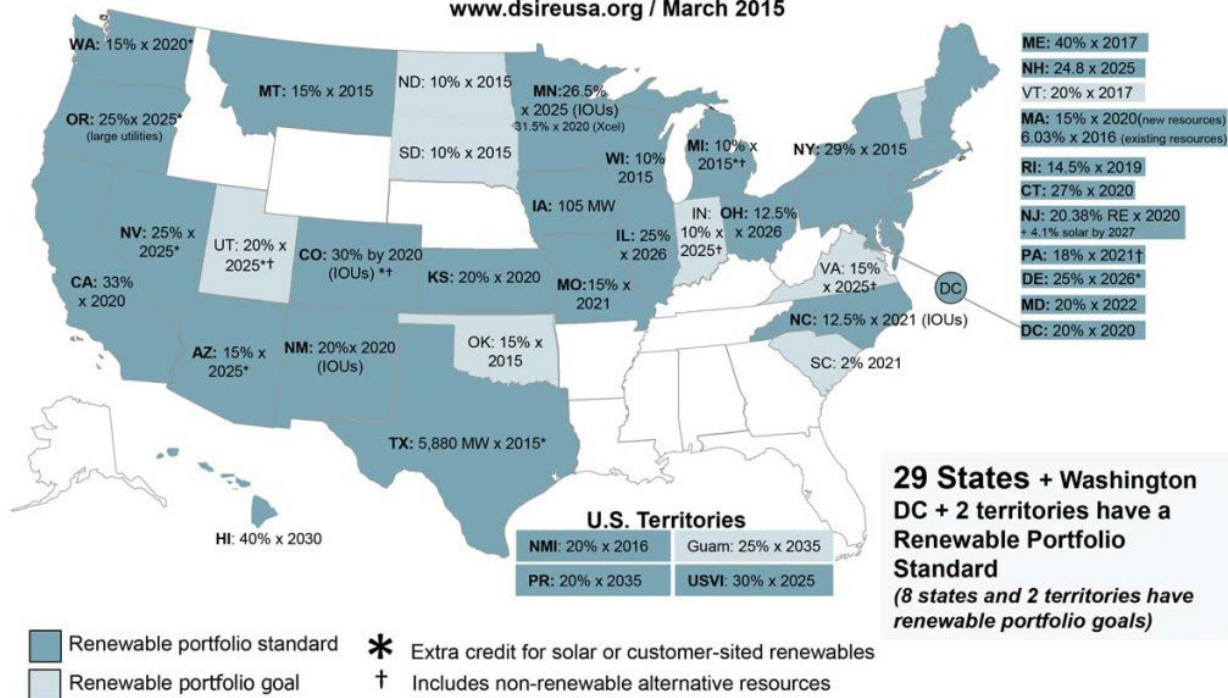 www.dsireusa.org / March 2015
WA: 15% x 2020*
MT: 15% x 2015
ND: 10% x 2015
MN:26.5%
x 2025 (IOUs)
31.5% x 2020 (Xcel)
OR: 25%x 2025*
(large utilities)
SD: 10% x 2015
WI: 10%
2015
MI: 10% x
2015*†
NY: 29% x 2015
IA: 105 MW
NV: 25% x
2025*
UT: 20% x
2025*†
CO: 30% by 2020
(IOUs) *†
KS: 20% x 2020
MO:15% x
2021
IL: 25%
x 2026
IN:
10% x
2025†
OH: 12.5%
x 2026
CA: 33%
x 2020
VA: 15%
x 2025†
DC
NC: 12.5% x 2021 (IOUs)
AZ: 15% x
2025*
NM: 20%x 2020
(IOUs)
OK: 15% x
2015
SC: 2% 2021
TX: 5,880 MW x 2015*
HI: 40% x 2030
ME: 40% x 2017
NH: 24.8 x 2025
VT: 20% x 2017
MA: 15% x 2020(new resources)
6.03% x 2016 (existing resources)
RI: 14.5% x 2019
CT: 27% x 2020
NJ: 20.38% RE x 2020
+ 4.1% solar by 2027
PA: 18% x 2021†
DE: 25% x 2026*
MD: 20% x 2022
DC: 20% x 2020
U.S. Territories
NMI: 20% x 2016
Guam: 25% x 2035
PR: 20% x 2035
USVI: 30% x 2025
29 States + Washington
DC + 2 territories have a
Renewable Portfolio
Standard
(8 states and 2 territories have
renewable portfolio goals)
Renewable portfolio standard
* Extra credit for solar or customer-sited renewables
Renewable portfolio goal
† Includes non-renewable alternative resources